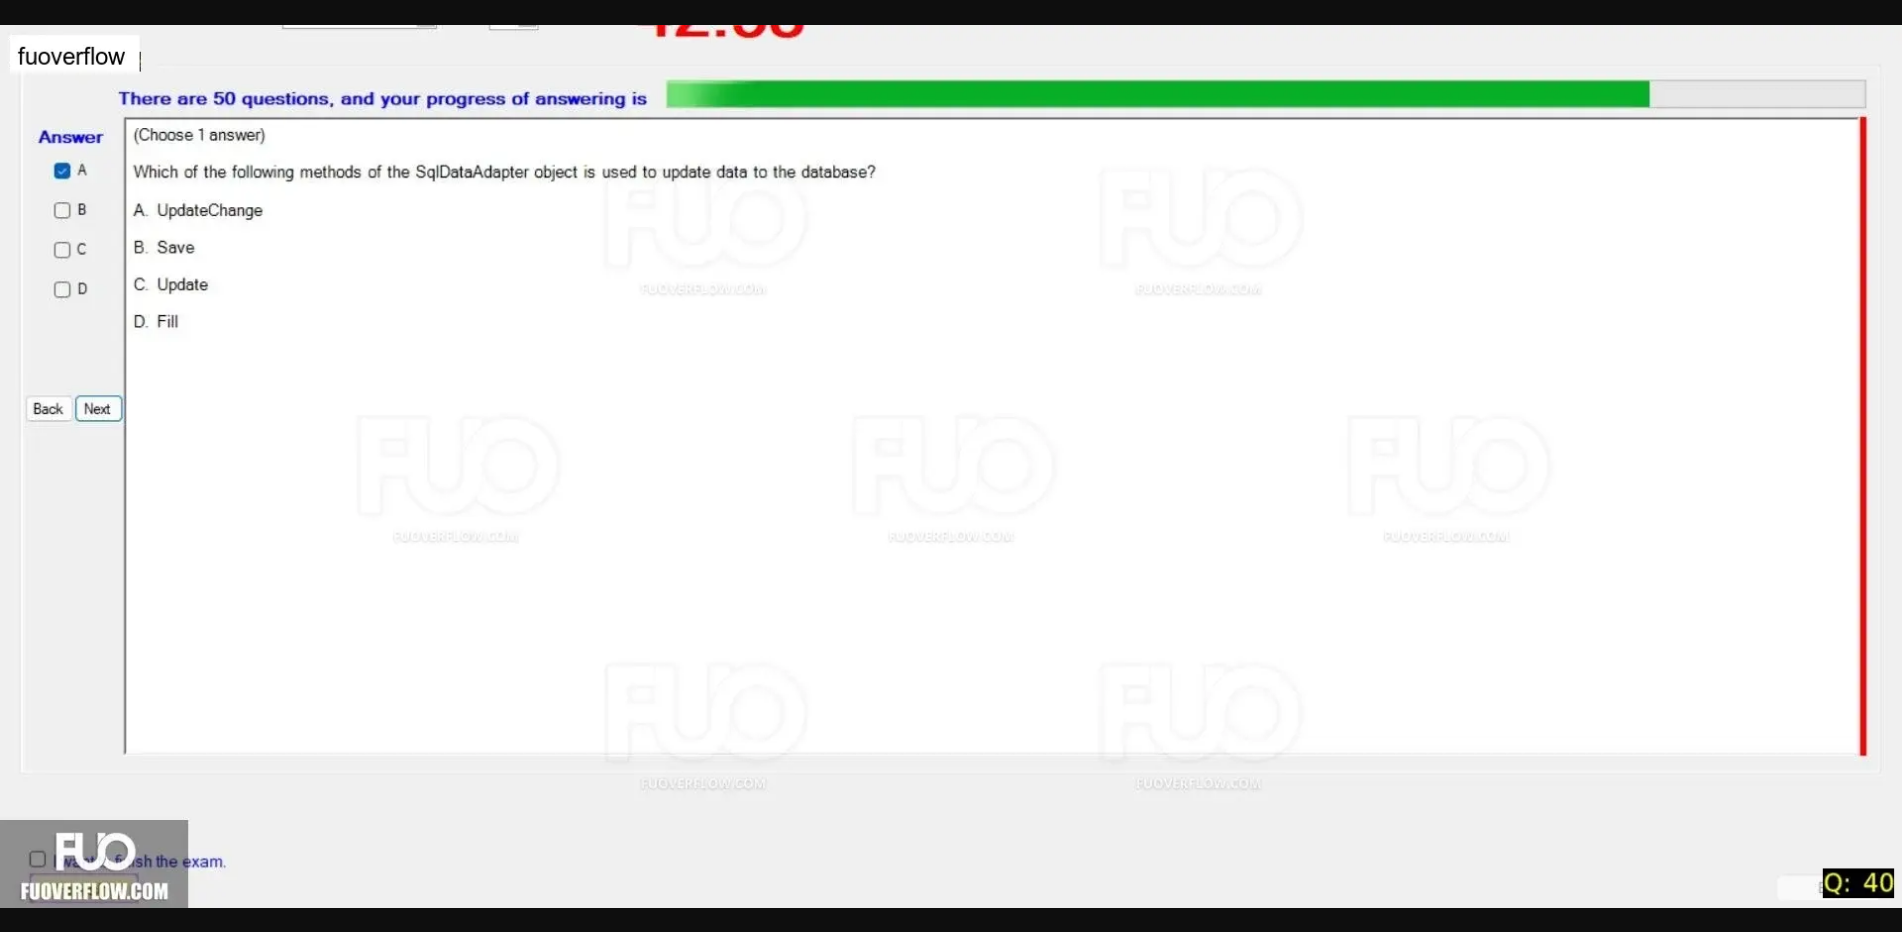 fuoverflow
There are 50 questions, and your progress of answering is
Answer
(Choose 1 answer)
A
Which of the following methods of the SqlDataAdapter object is used to update data to the database?
B
A. UpdateChange
C
B. Save
D
C. Update
D. Fill
Back Next
FUO
FUOVERFLOW.COM
FUO
FUOVERFLOW.COM
FUO
FUOVERFLOW.COM
FUO
FUOVERFLOW.COM
FUO
FUOVERFLOW.COM
FUO
FUOVERFLOW.COM
FUO
FUOVERFLOW.COM
FUO
the exam.
FUOVERFLOW.COM
Q: 40